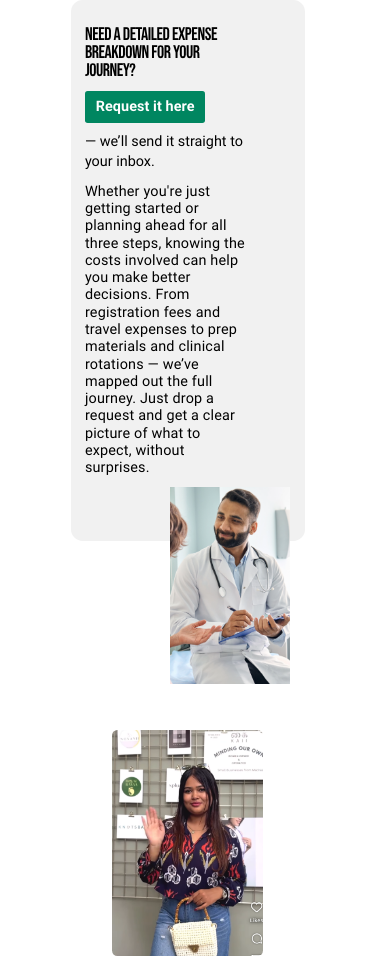 NEED A DETAILED EXPENSE
BREAKDOWN FOR YOUR
JOURNEY?
Request it here
— we'll send it straight to
your inbox.
Whether you're just
getting started or
planning ahead for all
three steps, knowing the
costs involved can help
you make better
decisions. From
registration fees and
travel expenses to prep
materials and clinical
rotations — we've
mapped out the full
journey. Just drop a
request and get a clear
picture of what to
expect, without
surprises.
MINDING OUR OWN